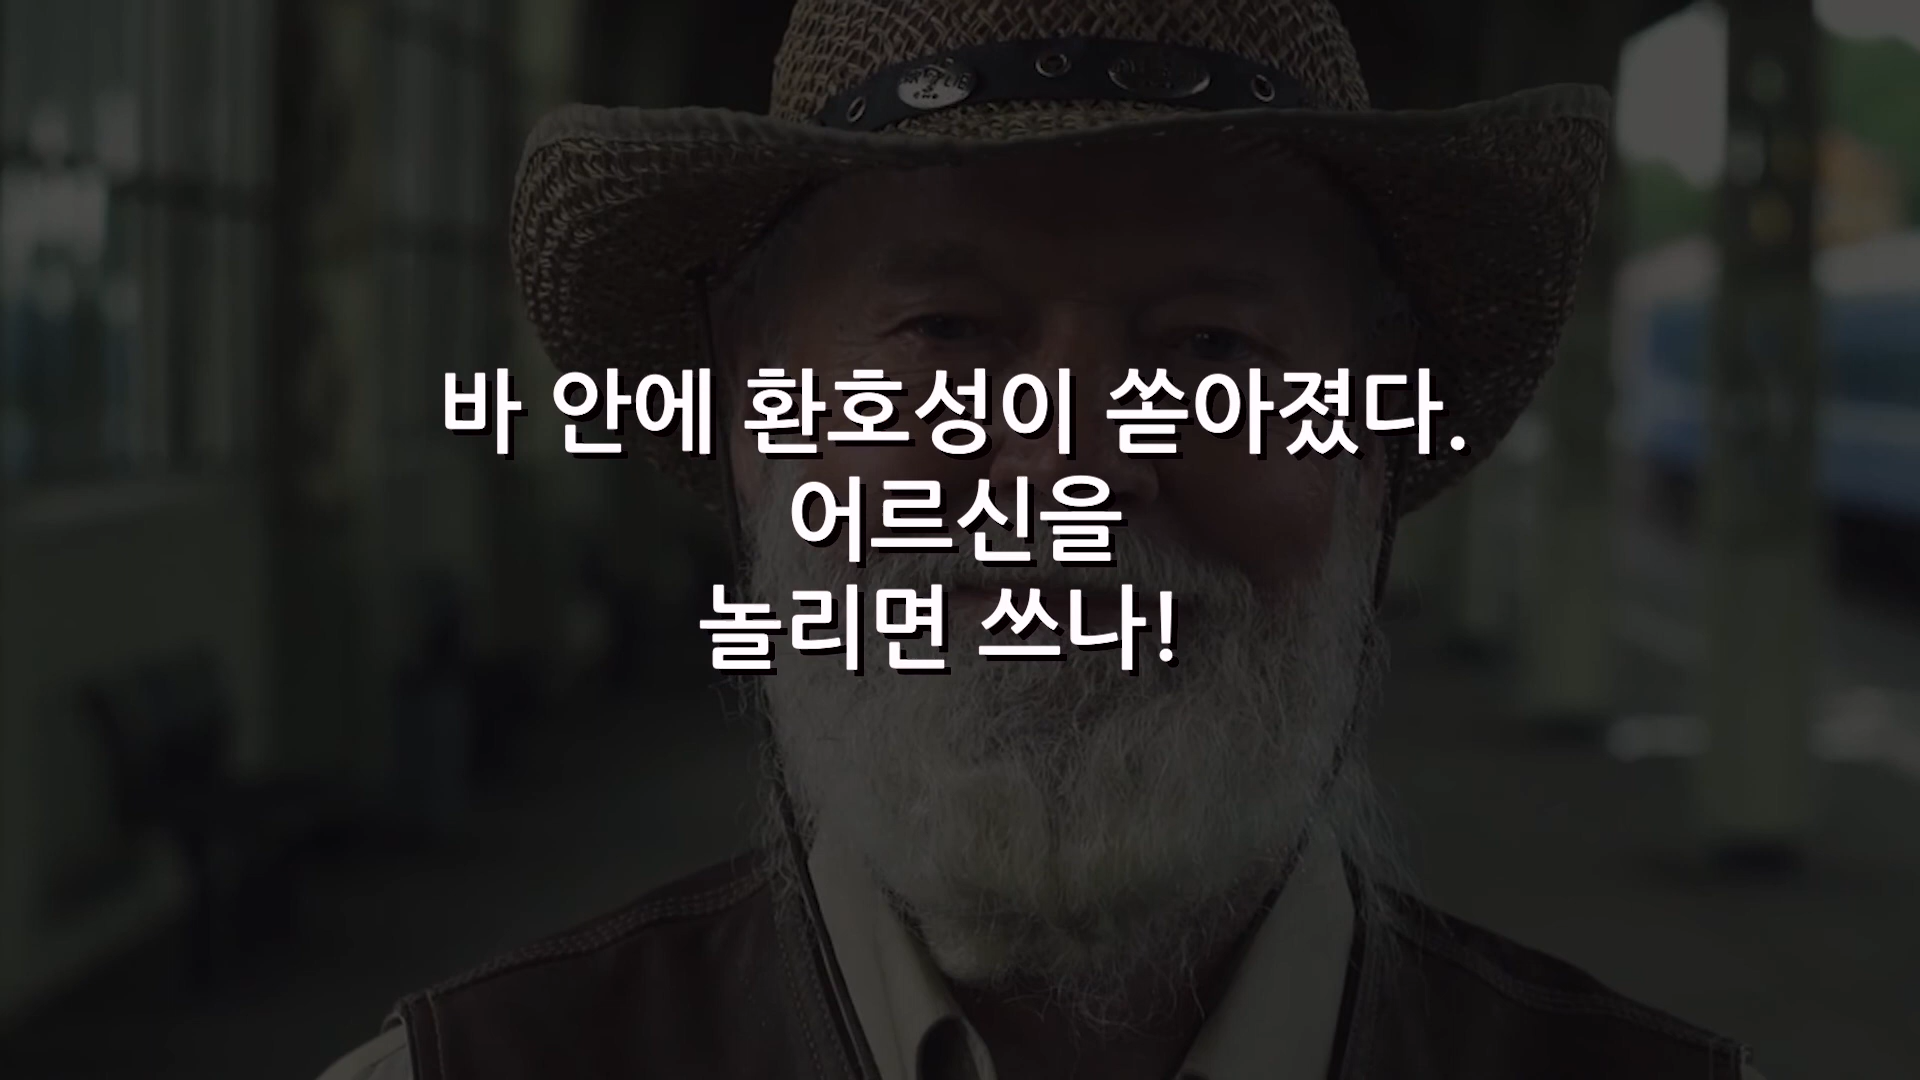 바 안에 환호성이 쏟아졌다.
어르신을
놀리면 쓰나!